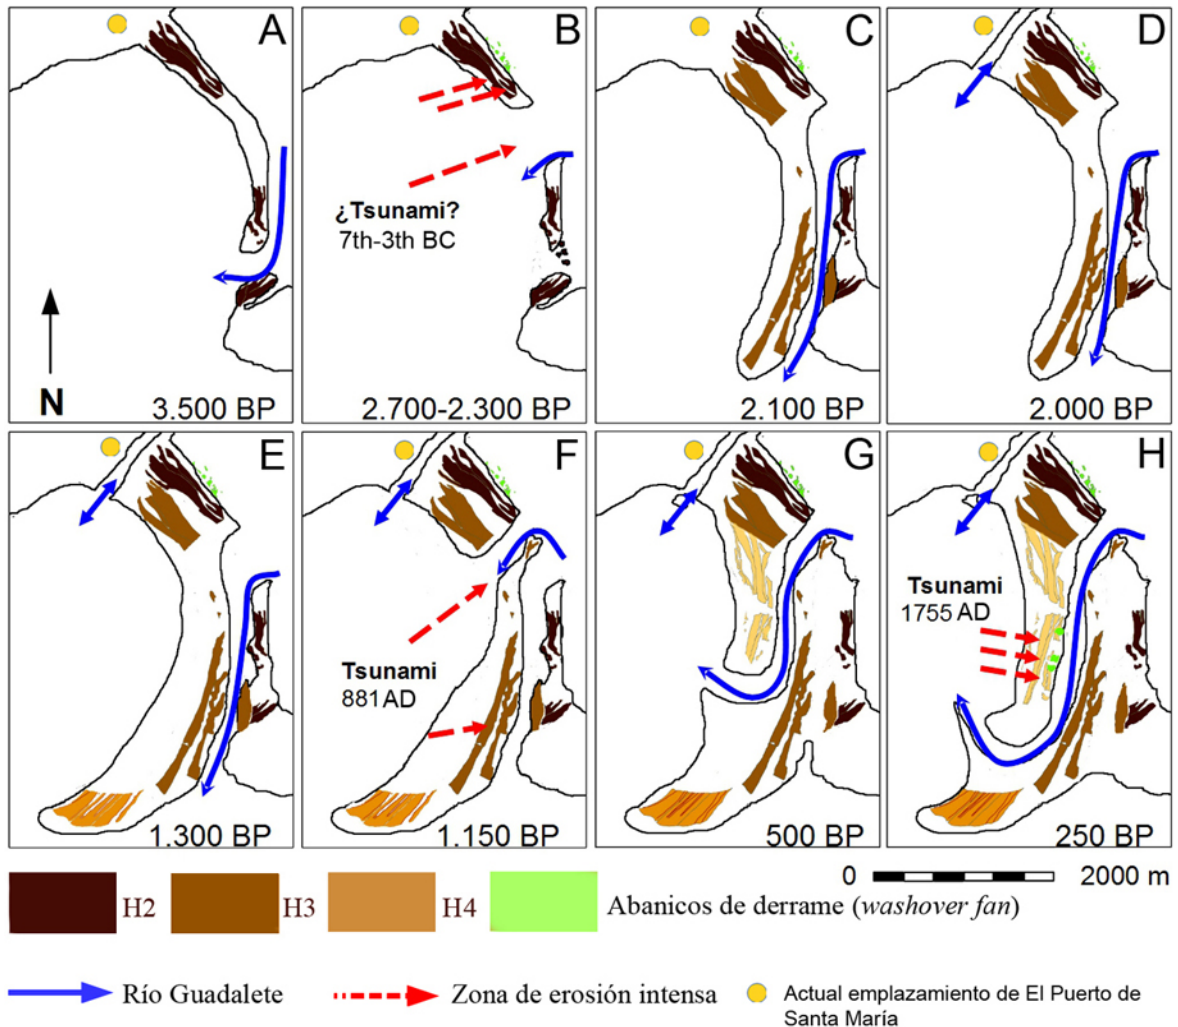 A
N
3.500 BP
B
¿Tsunami?
7th-3th BC
2.700-2.300 BP
C
2.100 BP
D
2.000 BP
E
1.300 BP
F
Tsunami
881 AD
1.150 BP
G
500 BP
H
Tsunami
1755 AD
250 BP
0 2000 m
H2 H3 H4 Abanicos de derrame (washover fan)
Río Guadalete Zona de erosión intensa Actual emplazamiento de El Puerto de
Santa María